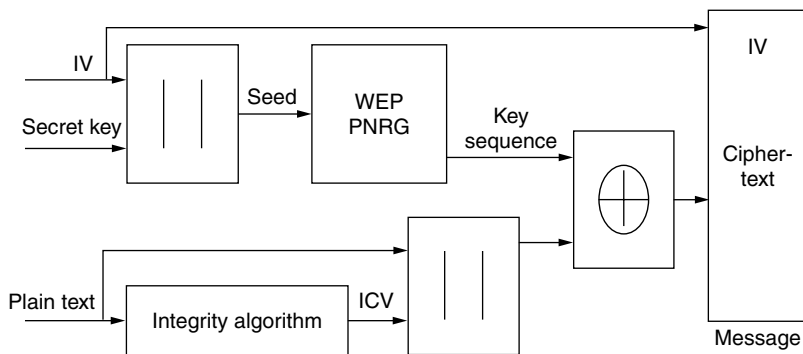 IV
Secret key
Seed
WEP
PNRG
Key
sequence
IV
Cipher-
text
Plain text
Integrity algorithm
ICV
Message